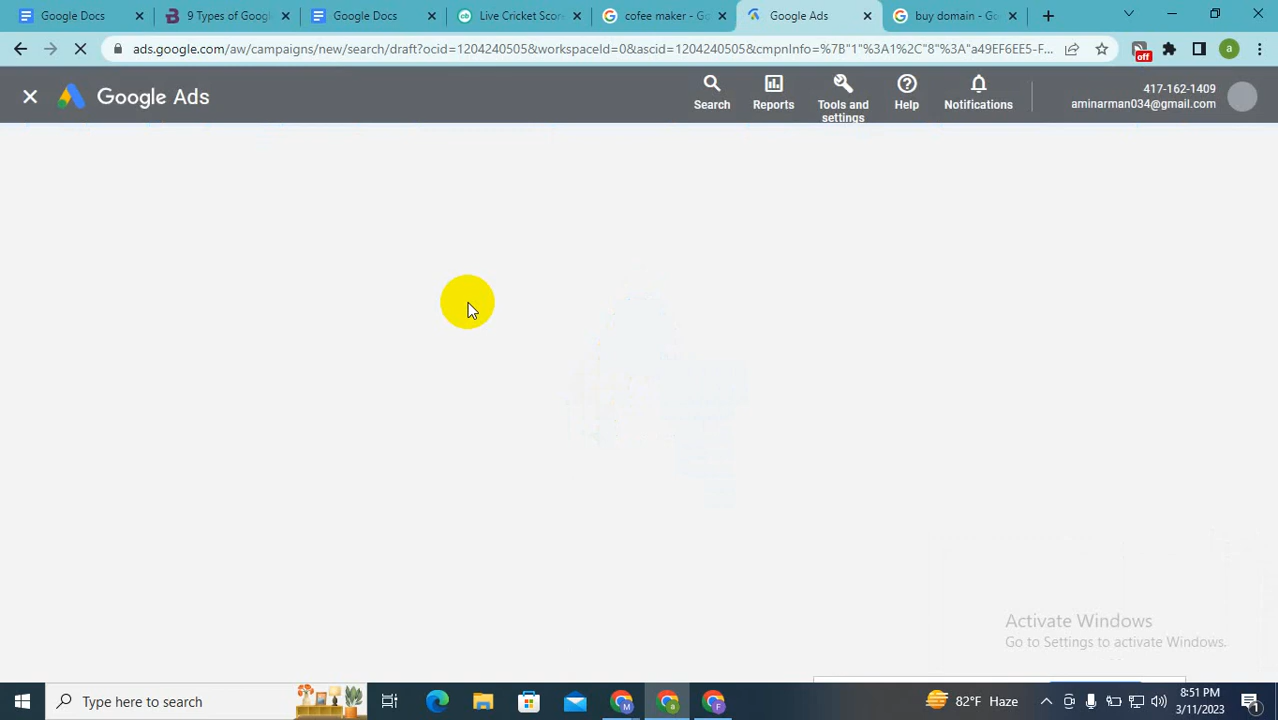 Google Docs
9 Types of Googl
Google Docs
Live Cricket Scor
cofee maker - Go
Google Ads
buy domain - Go
ads.google.com/aw/campaigns/new/search/draft?ocid=1204240505&workspaceId=0&ascid=1204240505&cmpnInfo=%7B"1"%3A1%2C"8"%3A"a49EF6EE5-F...
off
a
Google Ads
Search
Reports
Tools and
settings
Help
Notifications
417-162-1409
aminarman034@gmail.com
Activate Windows
Go to Settings to activate Windows.
Type here to search
M
a
F
82°F Haze
8:51 PM
3/11/2023
1